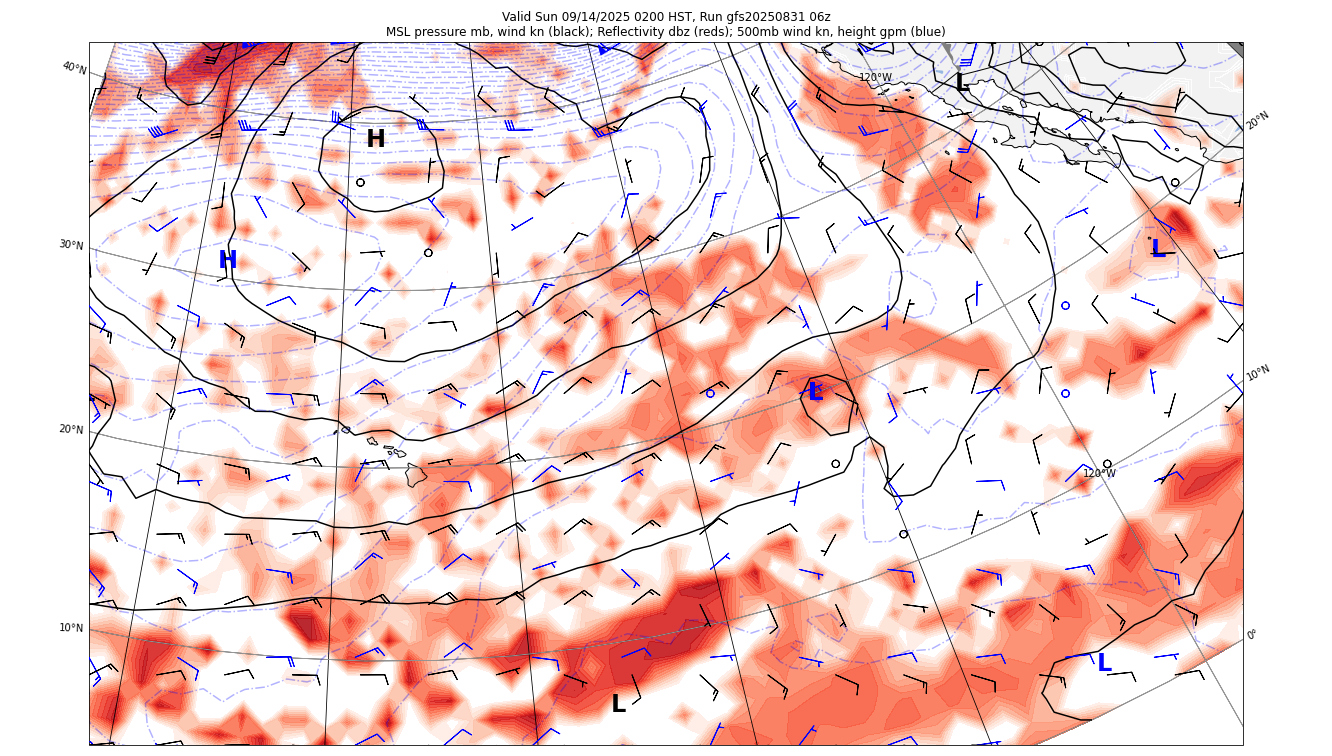 Valid Sun 09/14/2025 0200 HST, Run gfs20250831 06z
MSL pressure mb, wind kn (black); Reflectivity dbz (reds); 500mb wind kn, height gpm (blue)
40°N
120°W
L
20°N
H
30°N
H
L
10°N
L
20°N
120°W
10°N
0°
L
L